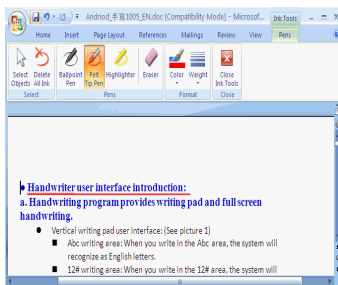 Andriod_手寫1005_EN.doc [Compatibility Mode] - Microsof...
Ink Tools
Home Insert Page Layout References Mailings Review View Pens
Select Objects
Delete All Ink
Ballpoint Pen
Felt Tip Pen
Highlighter
Eraser
Color
Weight
Close Ink Tools
Select Pens Format Close
● Handwriter user interface introduction:
a. Handwriting program provides writing pad and full screen
handwriting.
● Vertical writing pad user interface: (See picture 1)
■ Abc writing area: When you write in the Abc area, the system will
recognize as English letters.
■ 12# writing area: When you write in the 12# area, the system will